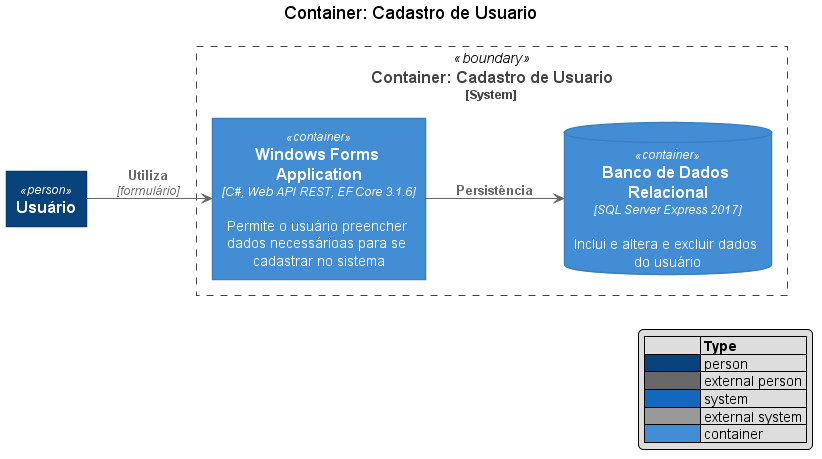 Container: Cadastro de Usuario
«boundary»
Container: Cadastro de Usuario
[System]
«container»
Windows Forms
Application
[C#, Web API REST, EF Core 3.1.6]
Permite o usuário preencher
dados necessárioas para se
cadastrar no sistema
«container»
Banco de Dados
Relacional
[SQL Server Express 2017]
Inclui e altera e excluir dados
do usuário
«person»
Usuário
Utiliza
[formulário]
Persistência
Type
person
external person
system
external system
container